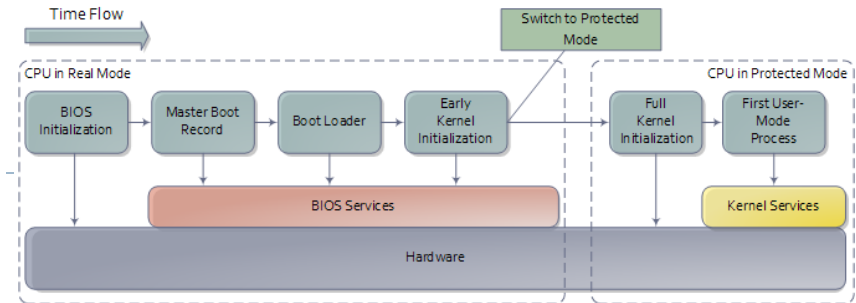 Time Flow
Switch to Protected
Mode
CPU in Real Mode
CPU in Protected Mode
BIOS
Initialization
Master Boot
Record
Boot Loader
Early
Kernel
Initialization
Full
Kernel
Initialization
First User-
Mode
Process
BIOS Services
Kernel Services
Hardware